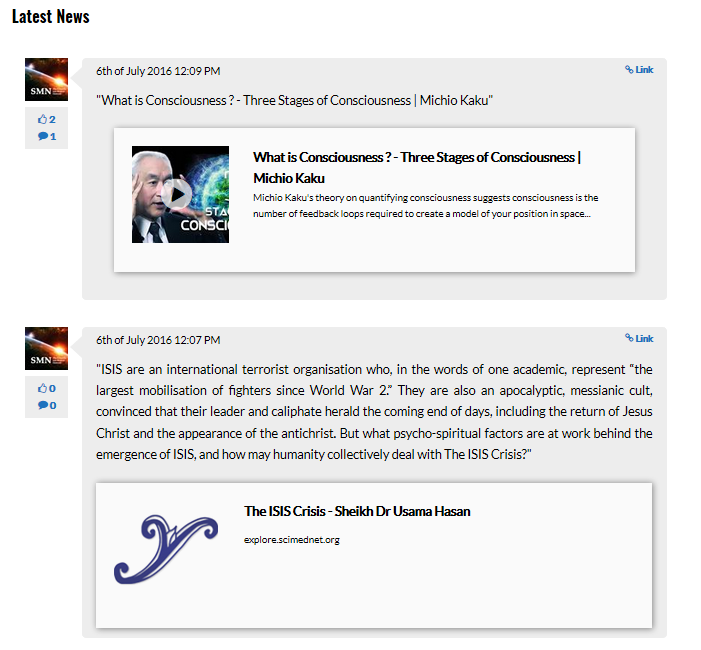 Latest News
SMN
2
1
6th of July 2016 12:09 PM
Link
"What is Consciousness ? - Three Stages of Consciousness | Michio Kaku"
STA
CONSCI
What is Consciousness ? - Three Stages of Consciousness |
Michio Kaku
Michio Kaku's theory on quantifying consciousness suggests consciousness is the
number of feedback loops required to create a model of your position in space...
SMN
0
0
6th of July 2016 12:07 PM
Link
"ISIS are an international terrorist organisation who, in the words of one academic, represent “the
largest mobilisation of fighters since World War 2.” They are also an apocalyptic, messianic cult,
convinced that their leader and caliphate herald the coming end of days, including the return of Jesus
Christ and the appearance of the antichrist. But what psycho-spiritual factors are at work behind the
emergence of ISIS, and how may humanity collectively deal with The ISIS Crisis?"
The ISIS Crisis - Sheikh Dr Usama Hasan
explore.scimednet.org